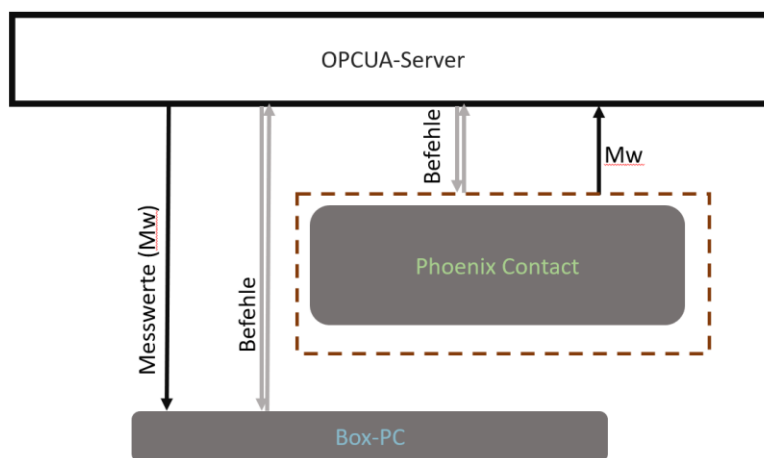 OPCUA-Server
Messwerte (Mw)
Befehle
Befehle
Mw
Phoenix Contact
Box-PC